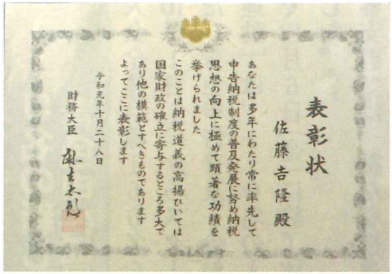 表彰状
佐藤吉隆 殿
あなたは多年にわたり常に率先して
申告納税制度の普及発展に努め納税
思想の向上に極めて顕著な功績を
挙げられました
このことは納税道義の高揚ひいては
国家財政の確立に寄与するところ多大で
あり他の模範とすべきものであります
よってここに表彰します
令和元年十月二十八日
財務大臣